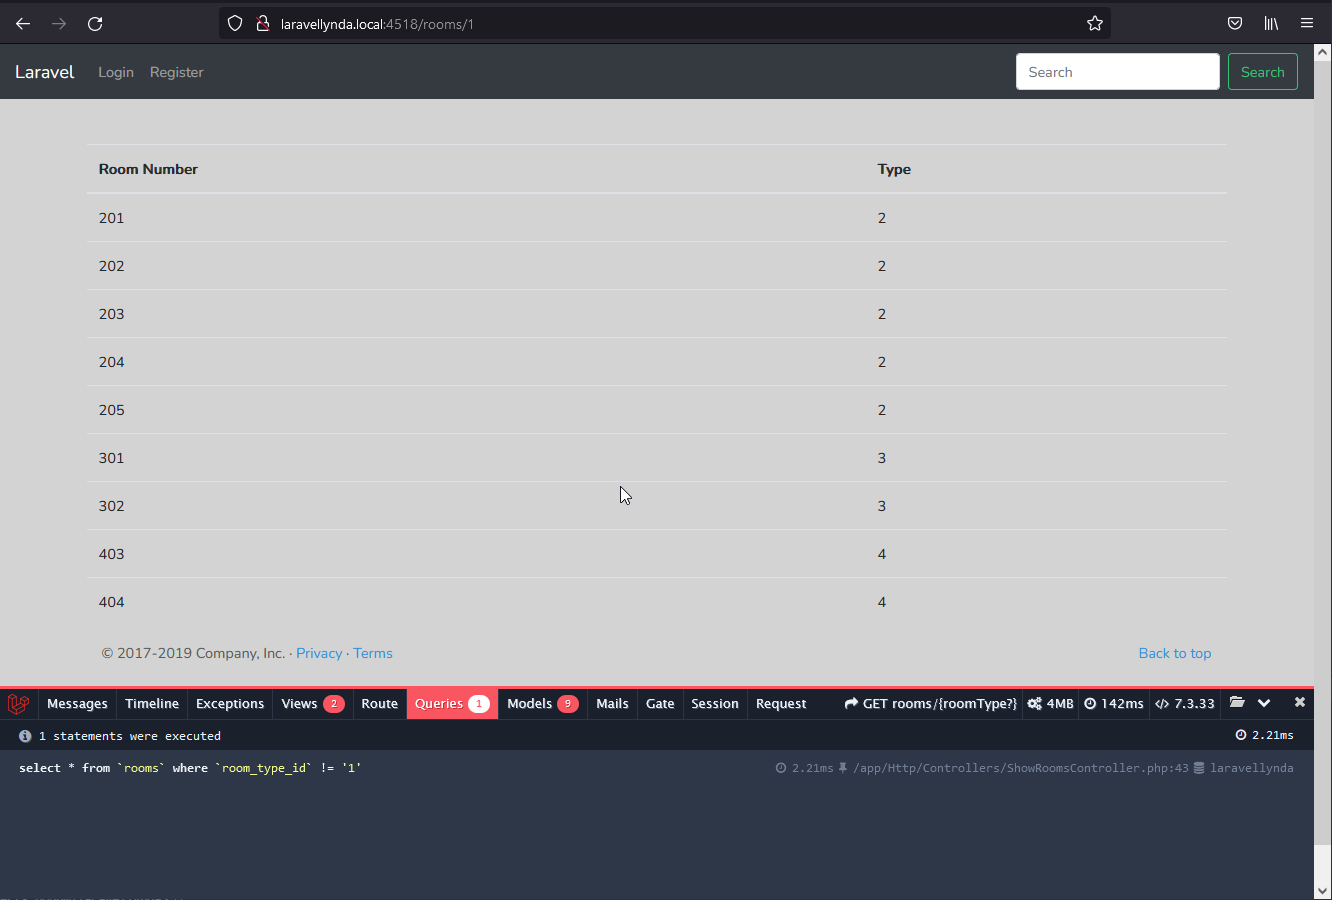 laravellynda.local:4518/rooms/1
Laravel Login Register Search Search
Room Number Type
201 2
202 2
203 2
204 2
205 2
301 3
302 3
403 4
404 4
© 2017-2019 Company, Inc. · Privacy · Terms Back to top
Messages Timeline Exceptions Views 2 Route Queries 1 Models 9 Mails Gate Session Request GET rooms/{roomType?} 4MB 142ms 7.3.33
1 statements were executed 2.21ms
select * from `rooms` where `room_type_id` != '1' 2.21ms /app/Http/Controllers/ShowRoomsController.php:43 laravellynda